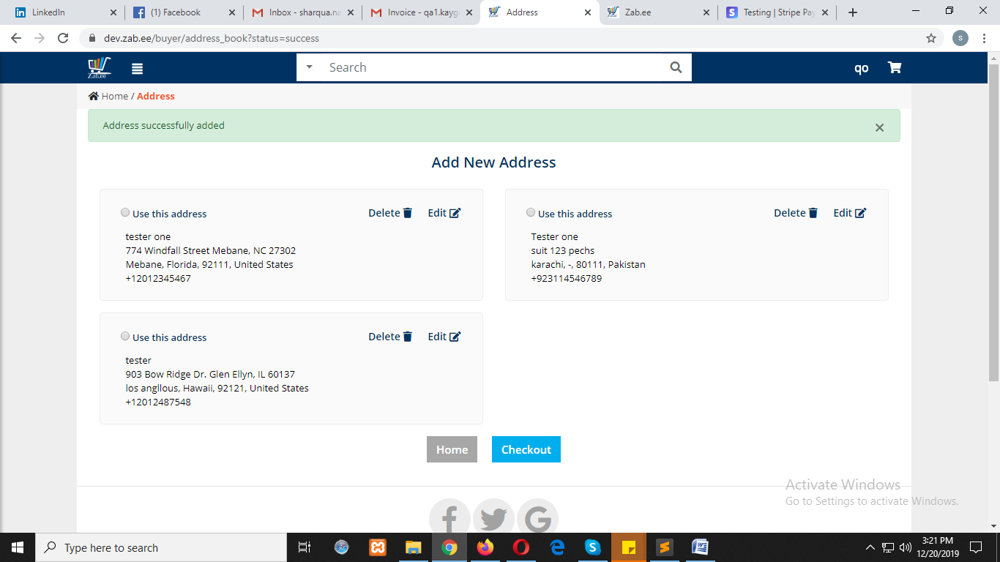 LinkedIn
(1) Facebook
Inbox - sharqua.na
Invoice - qa1.kayg
Address
Zab.ee
Testing | Stripe Pay
dev.zab.ee/buyer/address_book?status=success
s
Zab.ee
Search
qo
Home / Address
Address successfully added
Add New Address
Use this address Delete Edit
tester one
774 Windfall Street Mebane, NC 27302
Mebane, Florida, 92111, United States
+12012345467
Use this address Delete Edit
Tester one
suit 123 pechs
karachi, -, 80111, Pakistan
+923114546789
Use this address Delete Edit
tester
903 Bow Ridge Dr. Glen Ellyn, IL 60137
los angllous, Hawaii, 92121, United States
+12012487548
Home Checkout
Activate Windows
Go to Settings to activate Windows.
Type here to search
3:21 PM
12/20/2019